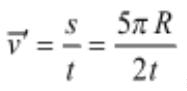 v̅' = s/t = 5πR/2t